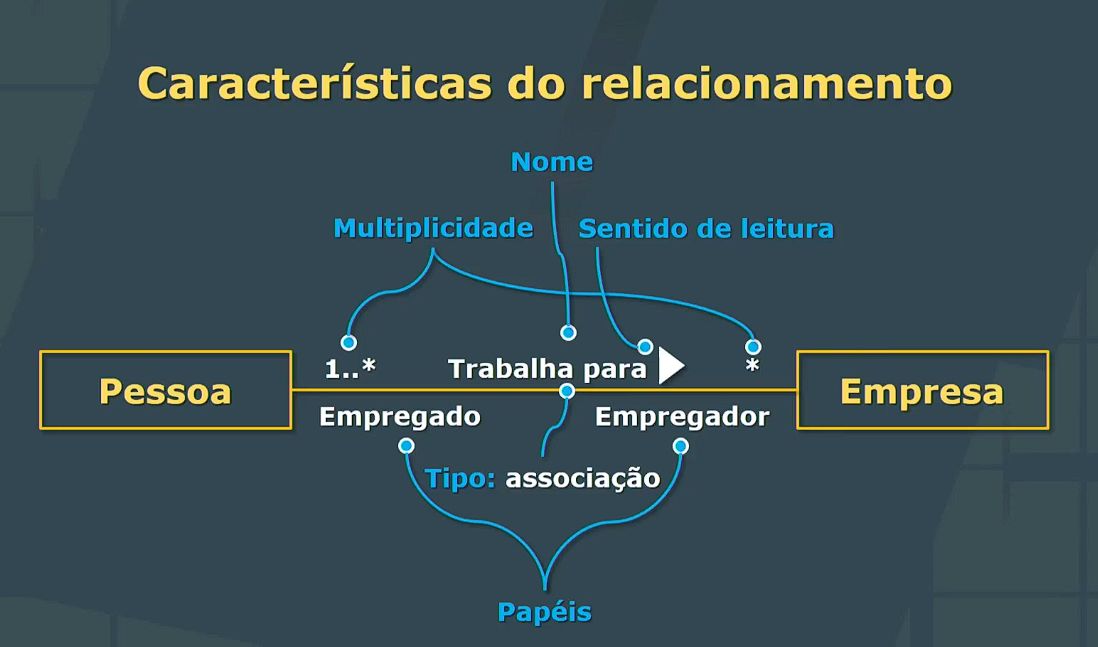 Características do relacionamento
Nome
Multiplicidade
Sentido de leitura
1..*
Trabalha para
*
Pessoa
Empresa
Empregado
Empregador
Tipo: associação
Papéis